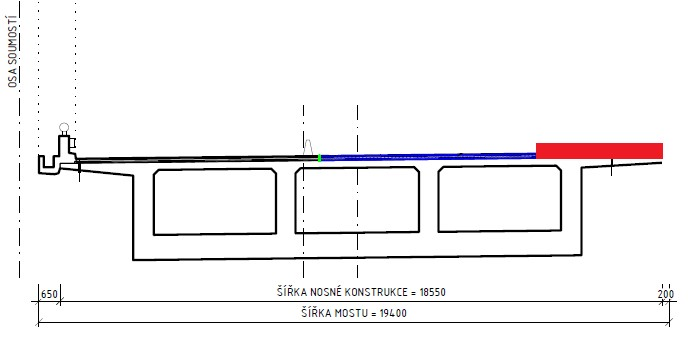 OSA SOUMOSTÍ
650
ŠÍŘKA NOSNÉ KONSTRUKCE = 18550
200
ŠÍŘKA MOSTU = 19400